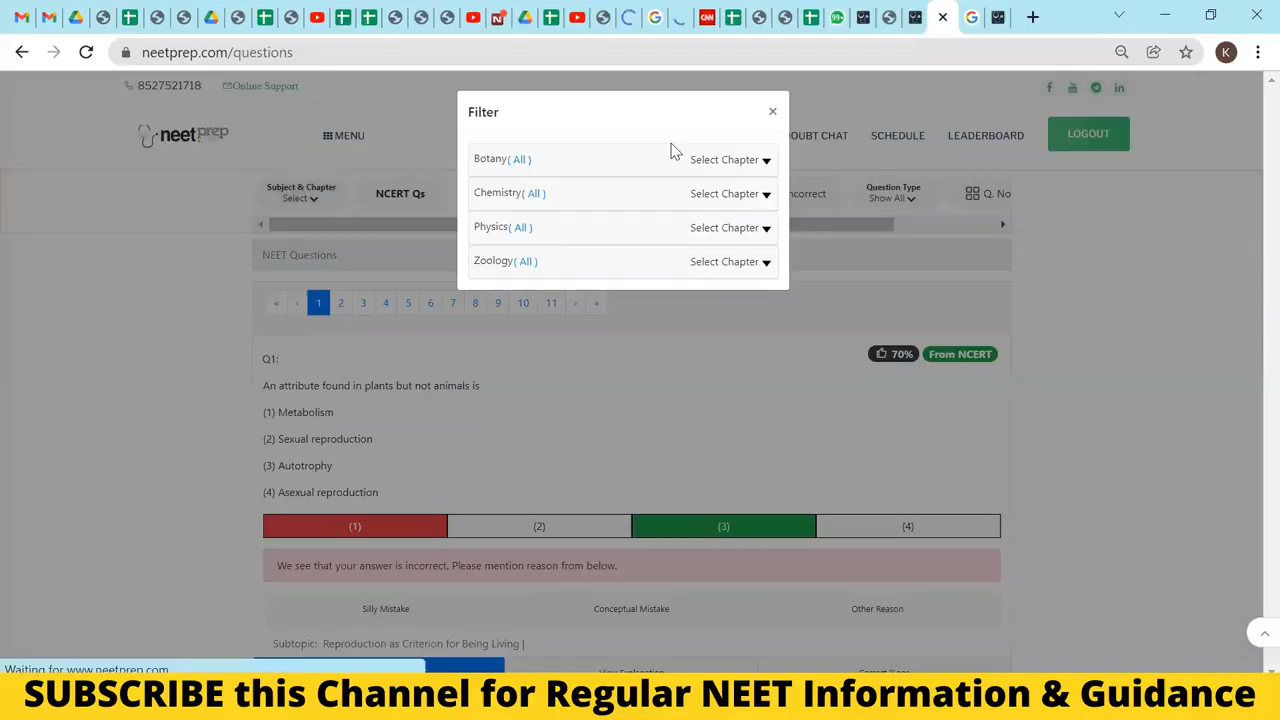 99+
neetprep.com/questions
K
8527521718
Online Support
neetprep
MENU
DOUBT CHAT
SCHEDULE
LEADERBOARD
LOGOUT
Filter
×
Botany( All )
Select Chapter
Chemistry( All )
Select Chapter
Physics( All )
Select Chapter
Zoology( All )
Select Chapter
Subject & Chapter
Select
NCERT Qs
ncorrect
Question Type
Show All
Q. No
NEET Questions
« ‹ 1 2 3 4 5 6 7 8 9 10 11 › »
Q1:
70%
From NCERT
An attribute found in plants but not animals is
(1) Metabolism
(2) Sexual reproduction
(3) Autotrophy
(4) Asexual reproduction
(1) (2) (3) (4)
We see that your answer is incorrect, Please mention reason from below.
Silly Mistake
Conceptual Mistake
Other Reason
Subtopic: Reproduction as Criterion for Being Living |
Waiting for www.neetprep.com
SUBSCRIBE this Channel for Regular NEET Information & Guidance